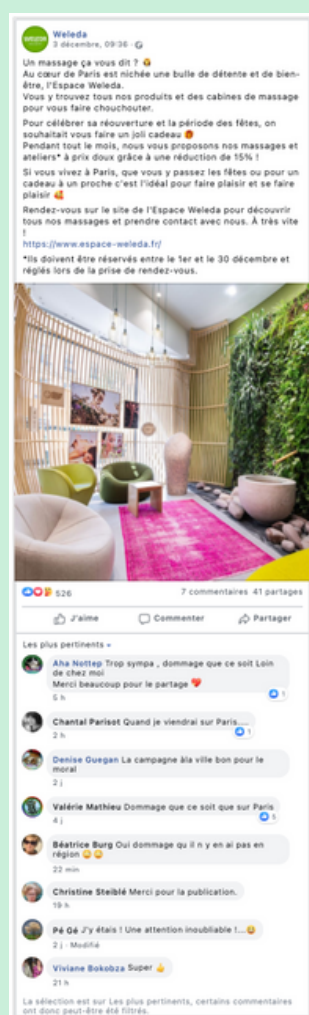 Weleda
3 décembre, 09:36 ·
Un massage ça vous dit ?
Au cœur de Paris est nichée une bulle de détente et de bien-
être, l'Espace Weleda.
Vous y trouvez tous nos produits et des cabines de massage
pour vous faire chouchouter.
Pour célébrer sa réouverture et la période des fêtes, on
souhaitait vous faire un joli cadeau
Pendant tout le mois, nous vous proposons nos massages et
ateliers* à prix doux grâce à une réduction de 15% !
Si vous vivez à Paris, que vous y passez les fêtes ou pour un
cadeau à un proche c'est l'idéal pour faire plaisir et se faire
plaisir 🥰
Rendez-vous sur le site de l'Espace Weleda pour découvrir
tous nos massages et prendre contact avec nous. À très vite
!
https://www.espace-weleda.fr/
*Ils doivent être réservés entre le 1er et le 30 décembre et
réglés lors de la prise de rendez-vous.
526
7 commentaires 41 partages
J'aime
Commenter
Partager
Les plus pertinents
Aha Nottep Trop sympa , dommage que ce soit Loin
de chez moi
Merci beaucoup pour le partage ❤️
5 h
1
Chantal Parisot Quand je viendrai sur Paris....
2 h
1
Denise Guegan La campagne àla ville bon pour le
moral
2 j
Valérie Mathieu Dommage que ce soit que sur Paris
4 j
5
Béatrice Burg Oui dommage qu il n y en ai pas en
région
22 min
Christine Steiblé Merci pour la publication.
19 h
Pé Gé J'y étais ! Une attention inoubliable !...
2 j · Modifié
Viviane Bokobza Super 👍
21 h
La sélection est sur Les plus pertinents, certains commentaires
ont donc peut-être été filtrés.